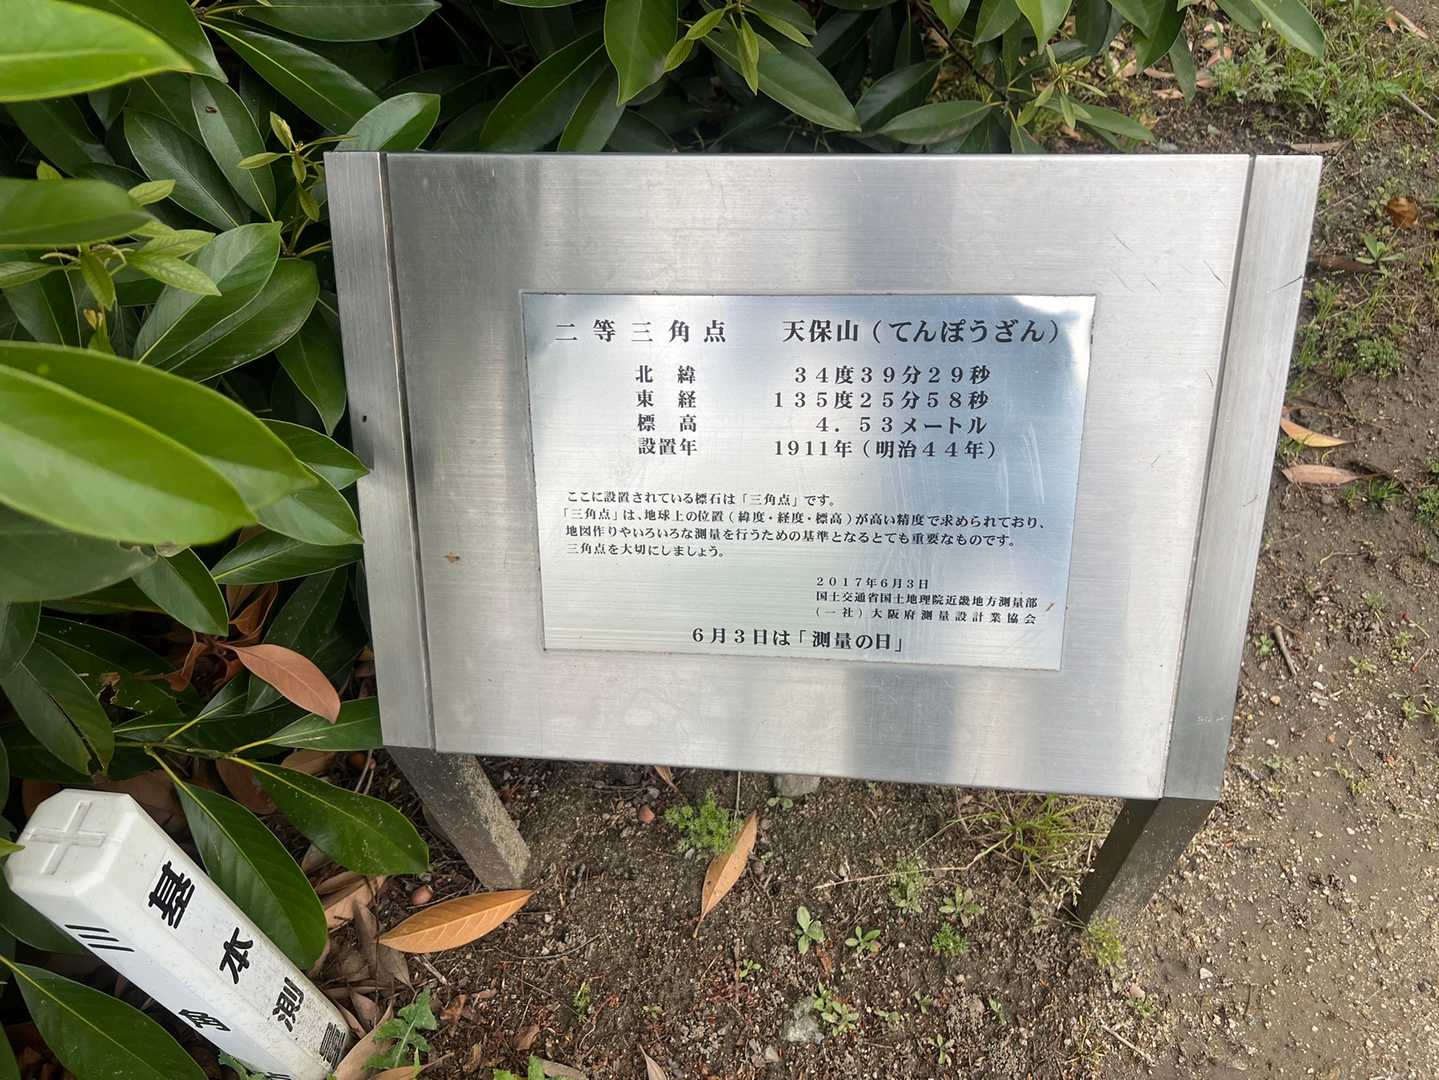 二等三角点　天保山（てんぽうざん）
北緯　３４度３９分２９秒
東経　１３５度２５分５８秒
標高　４．５３メートル
設置年　１９１１年（明治４４年）
ここに設置されている標石は「三角点」です。
「三角点」は、地球上の位置（緯度・経度・標高）が高い精度で求められており、
地図作りやいろいろな測量を行うための基準となるとても重要なものです。
三角点を大切にしましょう。
２０１７年６月３日
国土交通省国土地理院近畿地方測量部
（一社）大阪府測量設計業協会
６月３日は「測量の日」
基本測量
三角